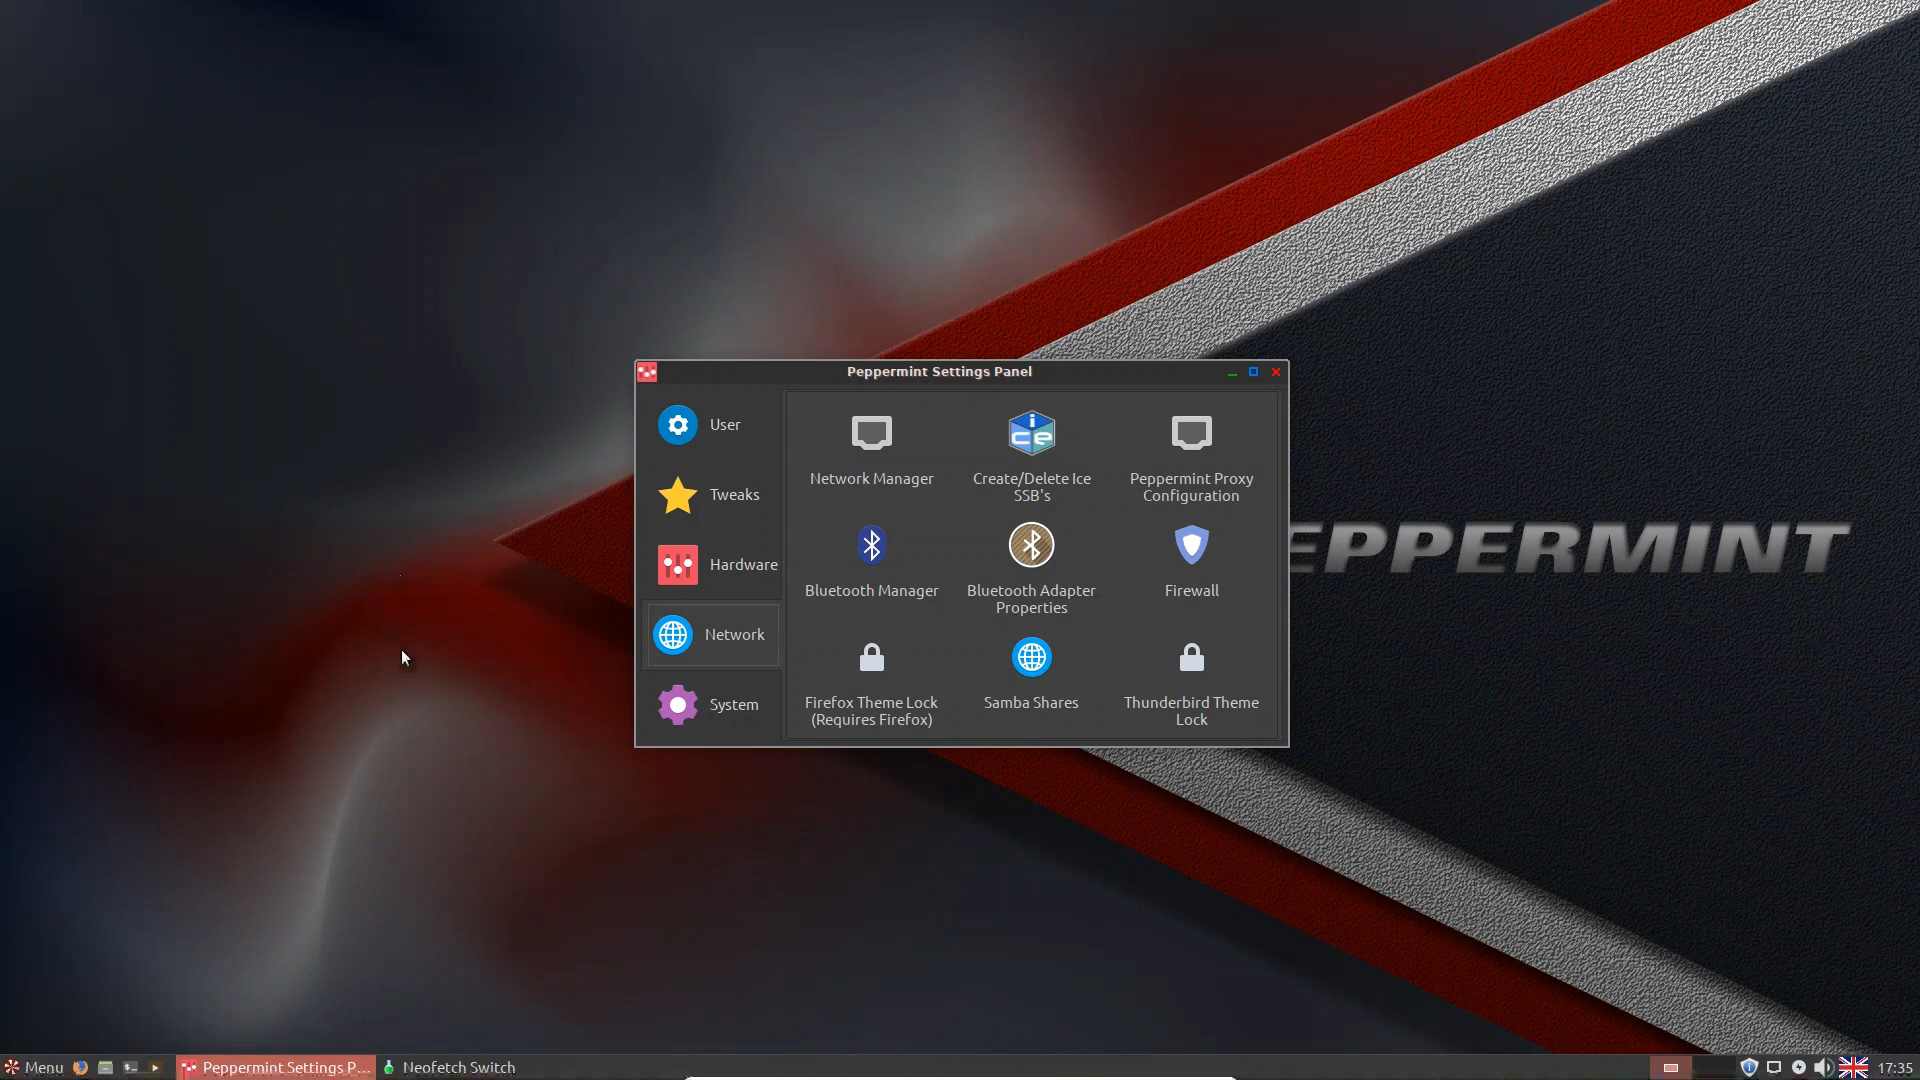 Peppermint Settings Panel
User
Tweaks
Hardware
Network
System
Network Manager
Create/Delete Ice
SSB's
Peppermint Proxy
Configuration
Bluetooth Manager
Bluetooth Adapter
Properties
Firewall
Firefox Theme Lock
(Requires Firefox)
Samba Shares
Thunderbird Theme
Lock
ice
EPPERMINT
Menu
Peppermint Settings P...
Neofetch Switch
17:35